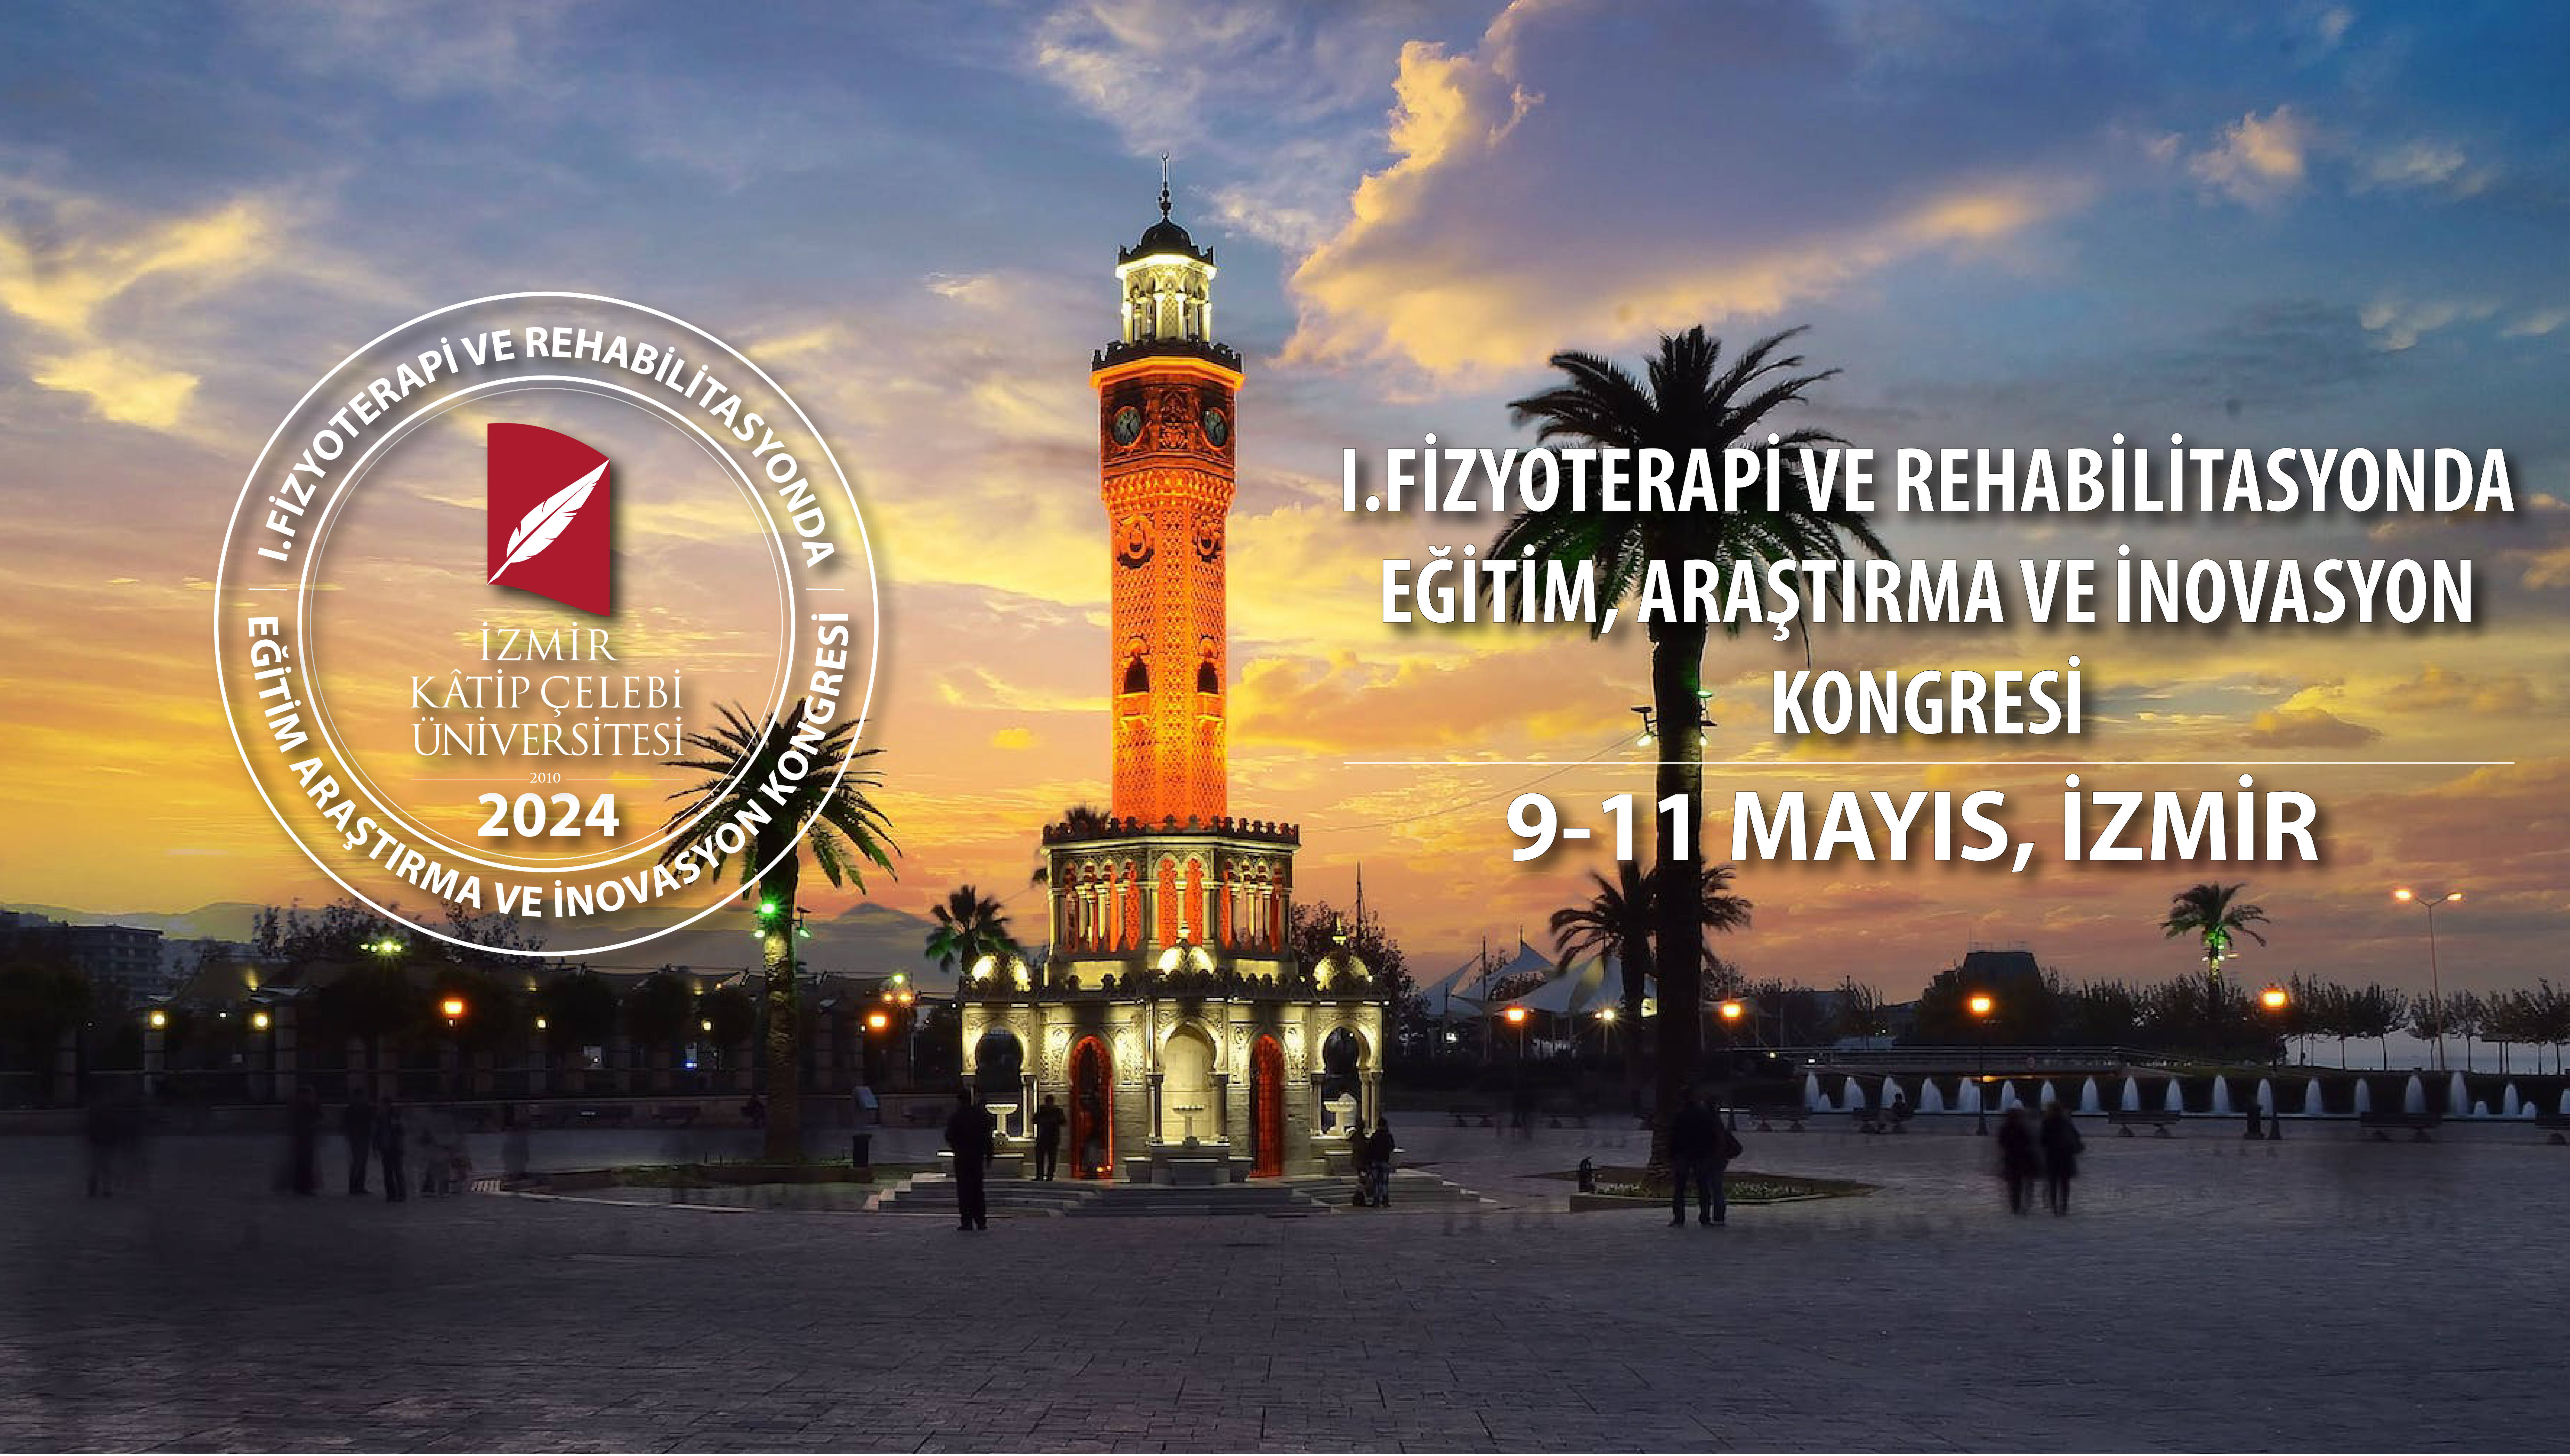 I.FİZYOTERAPİ VE REHABİLİTASYONDA
EĞİTİM ARAŞTIRMA VE İNOVASYON KONGRESİ
İZMİR
KÂTİP ÇELEBİ
ÜNİVERSİTESİ
2010
2024
I.FİZYOTERAPİ VE REHABİLİTASYONDA
EĞİTİM, ARAŞTIRMA VE İNOVASYON
KONGRESİ
9-11 MAYIS, İZMİR